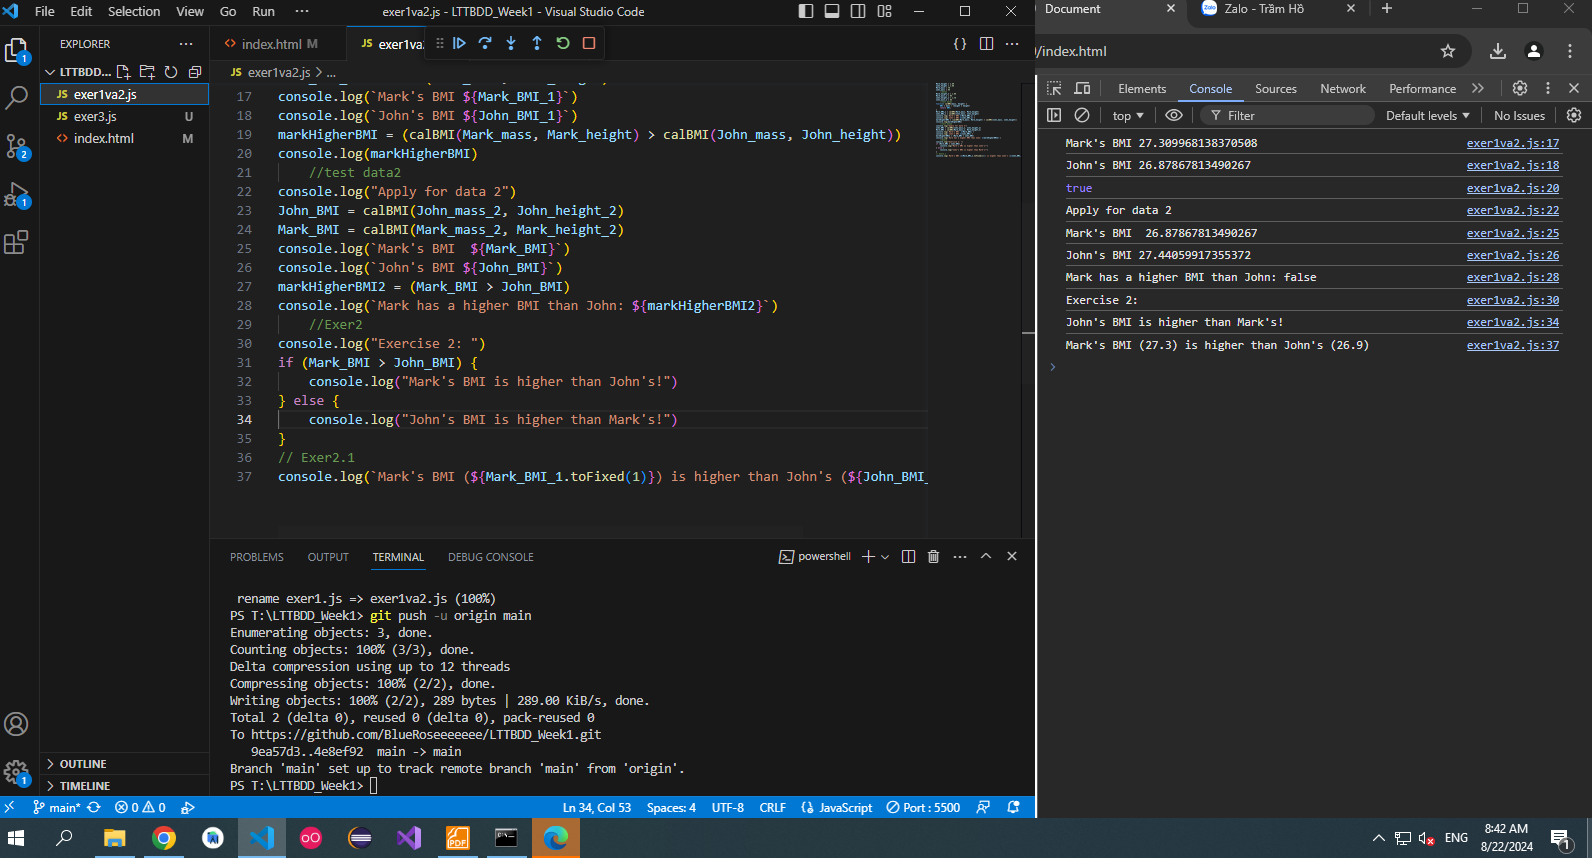 File Edit Selection View Go Run ··· exer1va2.js - LTTBDD_Week1 - Visual Studio Code
EXPLORER ···
LTTBDD...
JS exer1va2.js
JS exer3.js U
<> index.html M
OUTLINE
TIMELINE
1
2
1
1
<> index.html M JS exer1va2
JS exer1va2.js > ...
17 console.log(`Mark's BMI ${Mark_BMI_1}`)
18 console.log(`John's BMI ${John_BMI_1}`)
19 markHigherBMI = (calBMI(Mark_mass, Mark_height) > calBMI(John_mass, John_height))
20 console.log(markHigherBMI)
21 //test data2
22 console.log("Apply for data 2")
23 John_BMI = calBMI(John_mass_2, John_height_2)
24 Mark_BMI = calBMI(Mark_mass_2, Mark_height_2)
25 console.log(`Mark's BMI  ${Mark_BMI}`)
26 console.log(`John's BMI ${John_BMI}`)
27 markHigherBMI2 = (Mark_BMI > John_BMI)
28 console.log(`Mark has a higher BMI than John: ${markHigherBMI2}`)
29 //Exer2
30 console.log("Exercise 2: ")
31 if (Mark_BMI > John_BMI) {
32 console.log("Mark's BMI is higher than John's!")
33 } else {
34 console.log("John's BMI is higher than Mark's!")
35 }
36 // Exer2.1
37 console.log(`Mark's BMI (${Mark_BMI_1.toFixed(1)}) is higher than John's (${John_BMI_
PROBLEMS OUTPUT TERMINAL DEBUG CONSOLE powershell
rename exer1.js => exer1va2.js (100%)
PS T:\LTTBDD_Week1> git push -u origin main
Enumerating objects: 3, done.
Counting objects: 100% (3/3), done.
Delta compression using up to 12 threads
Compressing objects: 100% (2/2), done.
Writing objects: 100% (2/2), 289 bytes | 289.00 KiB/s, done.
Total 2 (delta 0), reused 0 (delta 0), pack-reused 0
To https://github.com/BlueRoseeeeeee/LTTBDD_Week1.git
9ea57d3..4e8ef92  main -> main
Branch 'main' set up to track remote branch 'main' from 'origin'.
PS T:\LTTBDD_Week1>
main* 0 0 Ln 34, Col 53 Spaces: 4 UTF-8 CRLF {} JavaScript Port : 5500
Document Zalo Zalo - Trầm Hồ
/index.html
Elements Console Sources Network Performance
top Filter Default levels No Issues
Mark's BMI 27.309968138370508 exer1va2.js:17
John's BMI 26.87867813490267 exer1va2.js:18
true exer1va2.js:20
Apply for data 2 exer1va2.js:22
Mark's BMI  26.87867813490267 exer1va2.js:25
John's BMI 27.44059917355372 exer1va2.js:26
Mark has a higher BMI than John: false exer1va2.js:28
Exercise 2: exer1va2.js:30
John's BMI is higher than Mark's! exer1va2.js:34
Mark's BMI (27.3) is higher than John's (26.9) exer1va2.js:37
PDF
ENG
8:42 AM
8/22/2024
1